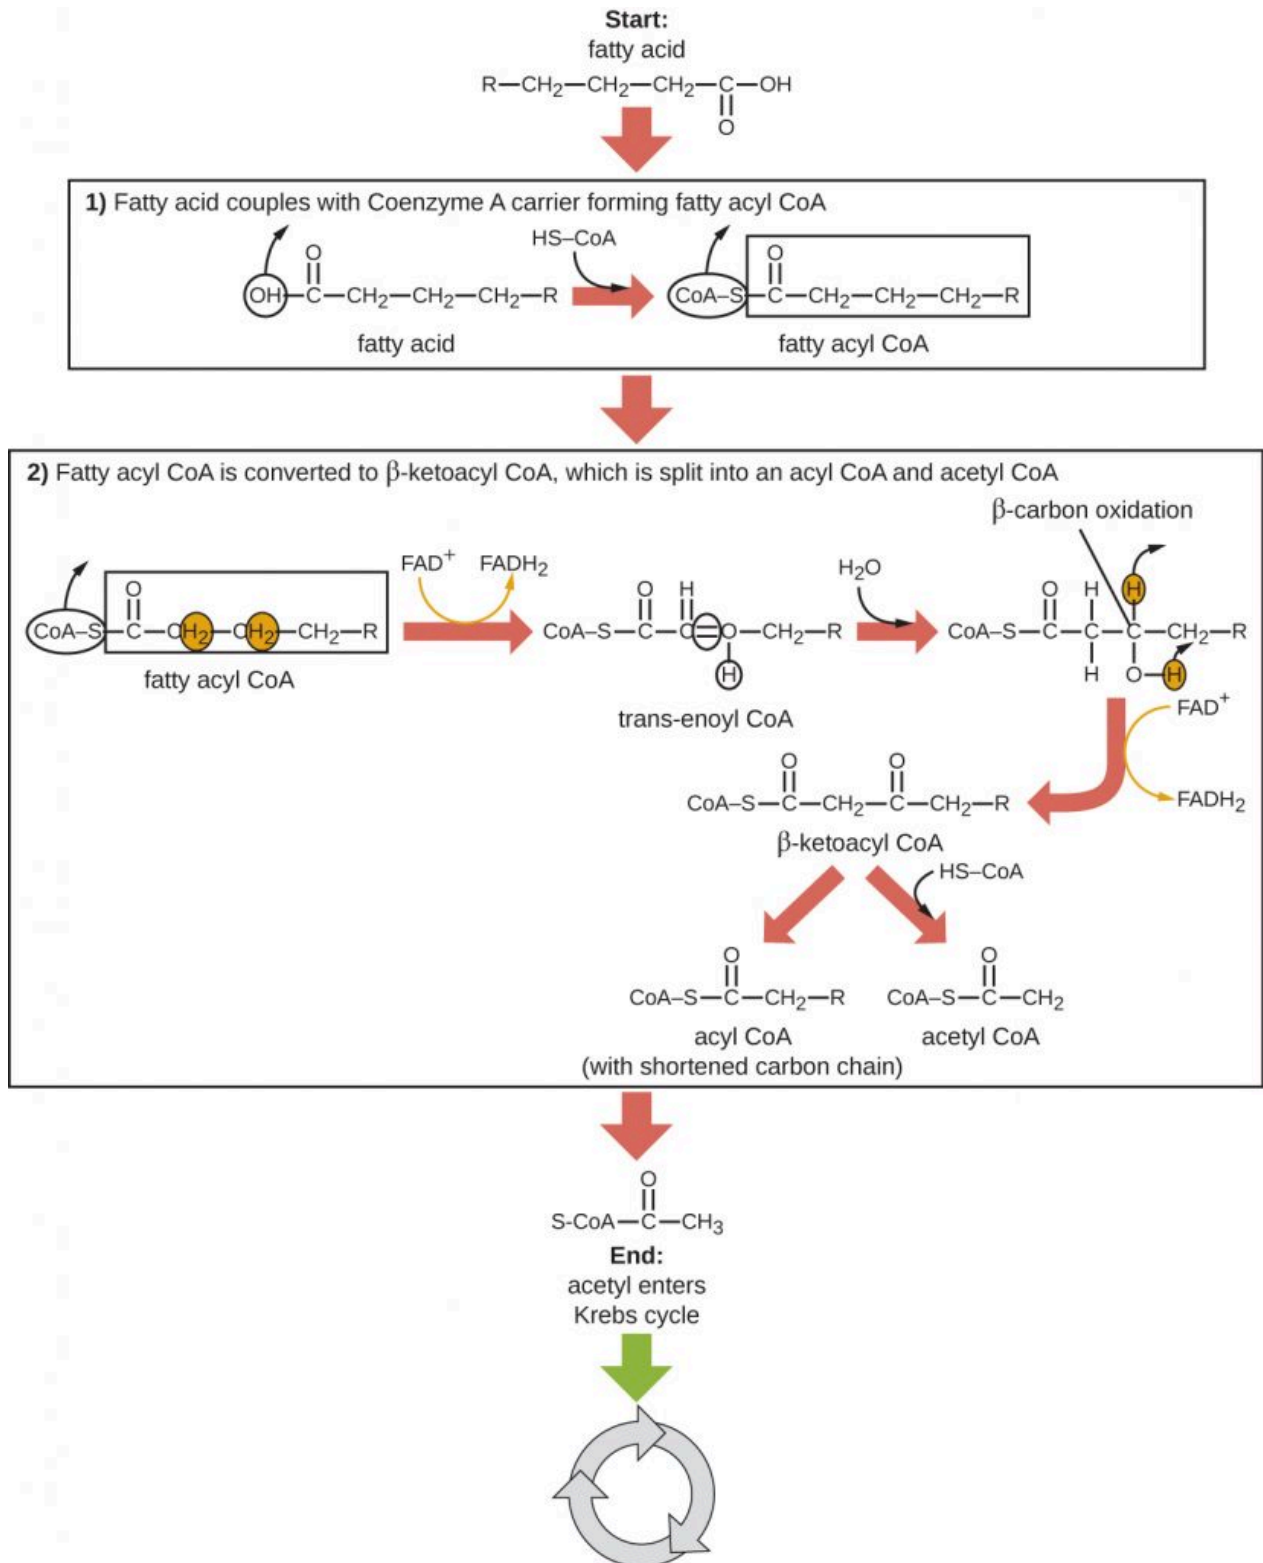 Start:
fatty acid
R—CH₂—CH₂—CH₂—C—OH
O
1) Fatty acid couples with Coenzyme A carrier forming fatty acyl CoA
HS–CoA
O
OH—C—CH₂—CH₂—CH₂—R
fatty acid
O
CoA–S—C—CH₂—CH₂—CH₂—R
fatty acyl CoA
2) Fatty acyl CoA is converted to β-ketoacyl CoA, which is split into an acyl CoA and acetyl CoA
β-carbon oxidation
O
CoA–S—C—CH₂—CH₂—CH₂—R
fatty acyl CoA
FAD⁺ FADH₂
O H
CoA–S—C—C=O—CH₂—R
H
trans-enoyl CoA
H₂O
O H H
CoA–S—C—C—C—CH₂—R
H O—H
FAD⁺
FADH₂
O O
CoA–S—C—CH₂—C—CH₂—R
β-ketoacyl CoA
HS–CoA
O
CoA–S—C—CH₂—R
acyl CoA
(with shortened carbon chain)
O
CoA–S—C—CH₂
acetyl CoA
O
S-CoA—C—CH₃
End:
acetyl enters
Krebs cycle